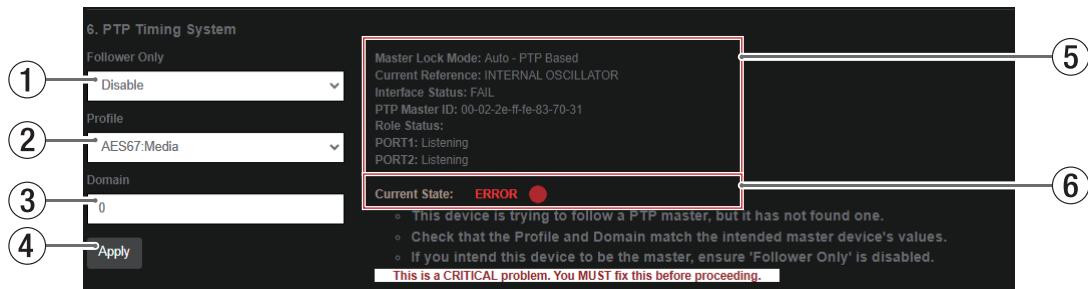 6. PTP Timing System
Follower Only
1
Disable
Profile
2
AES67:Media
Domain
3
0
4
Apply
Master Lock Mode: Auto - PTP Based
5
Current Reference: INTERNAL OSCILLATOR
Interface Status: FAIL
PTP Master ID: 00-02-2e-ff-fe-83-70-31
Role Status:
PORT1: Listening
PORT2: Listening
Current State: ERROR
6
This device is trying to follow a PTP master, but it has not found one.
Check that the Profile and Domain match the intended master device's values.
If you intend this device to be the master, ensure 'Follower Only' is disabled.
This is a CRITICAL problem. You MUST fix this before proceeding.